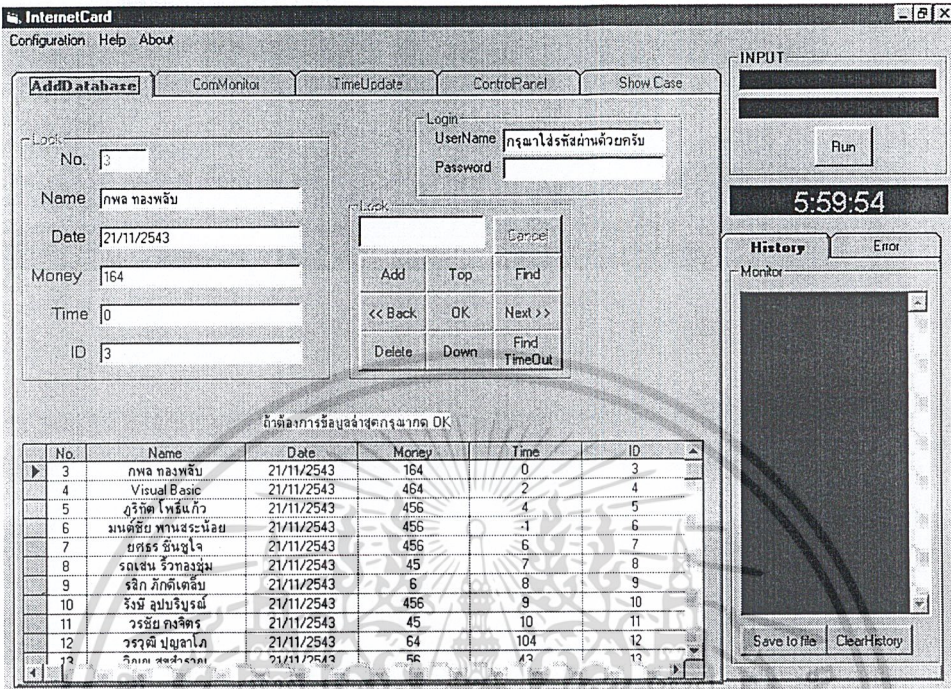 InternetCard
Configuration Help About
AddDatabase ComMonitor TimeUpdate ControlPanel Show Case
Lock
No. 3
Name กพล ทองพลับ
Date 21/11/2543
Money 164
Time 0
ID 3
Login
UserName กรุณาใส่รหัสผ่านด้วยครับ
Password
Lock
Cancel
Add Top Find
<< Back OK Next >>
Delete Down Find TimeOut
ถ้าต้องการข้อมูลล่าสุดกรุณากด OK
No. Name Date Money Time ID
3 กพล ทองพลับ 21/11/2543 164 0 3
4 Visual Basic 21/11/2543 464 2 4
5 ภูริทัต โพธิ์แก้ว 21/11/2543 456 4 5
6 มนต์ชัย พานสระน้อย 21/11/2543 456 -1 6
7 ยศธร ชื่นชูใจ 21/11/2543 456 6 7
8 รถเสน ริ้วทองชุ่ม 21/11/2543 45 7 8
9 รสิก ภักดีเตล็บ 21/11/2543 6 8 9
10 รังษี อุปบริบูรณ์ 21/11/2543 456 9 10
11 วรชัย คงจิตร 21/11/2543 45 10 11
12 วรวุฒิ ปัญลาโภ 21/11/2543 64 104 12
13 21/11/2543 56 43 13
INPUT
Run
5:59:54
History Error
Monitor
Save to file ClearHistory